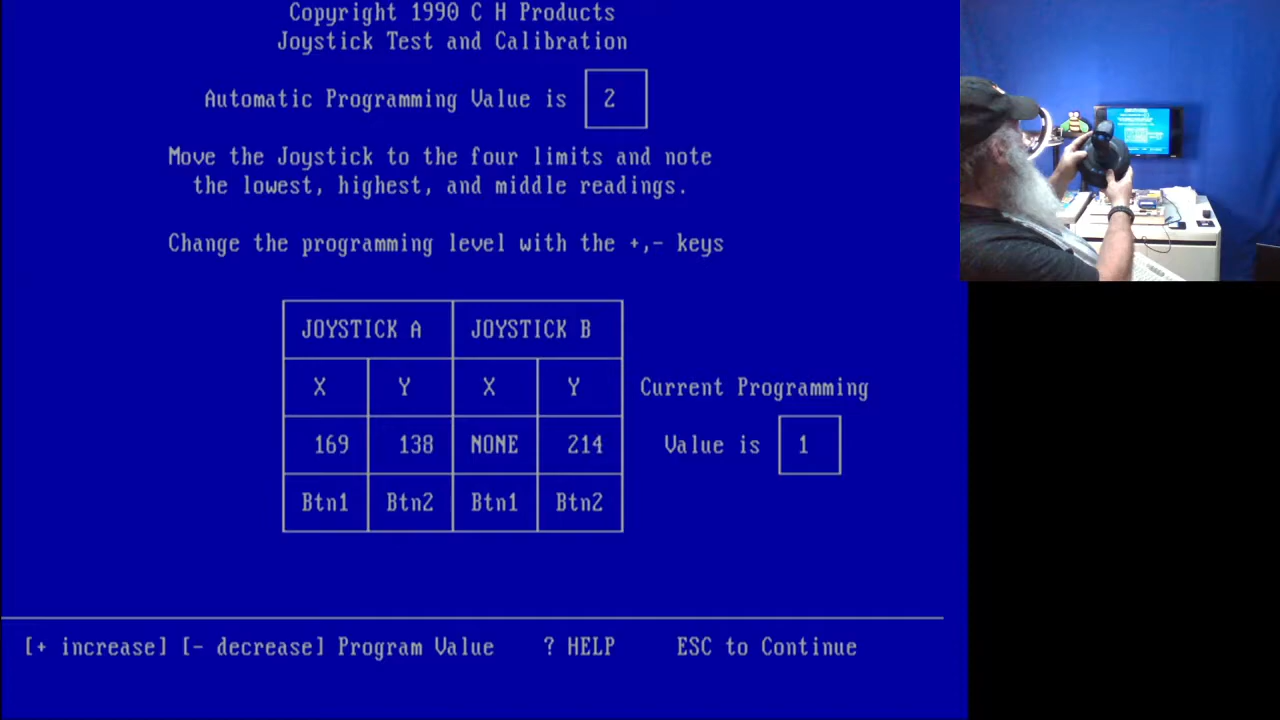 Copyright 1990 C H Products
Joystick Test and Calibration
Automatic Programming Value is 2
Move the Joystick to the four limits and note
the lowest, highest, and middle readings.
Change the programming level with the +,- keys
JOYSTICK A JOYSTICK B
X Y X Y Current Programming
169 138 NONE 214 Value is 1
Btn1 Btn2 Btn1 Btn2
[+ increase] [- decrease] Program Value ? HELP ESC to Continue